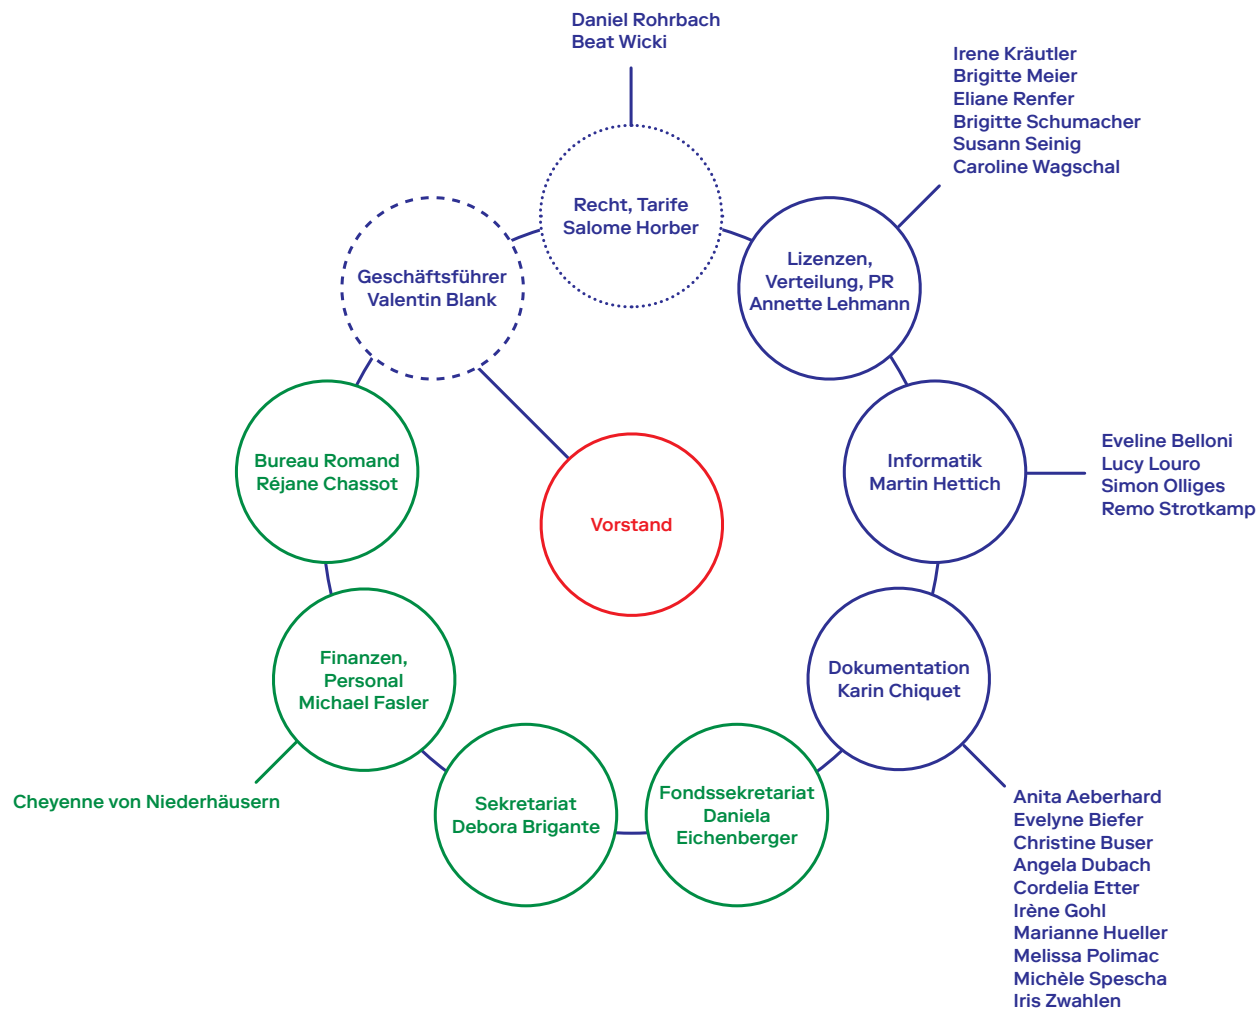 Daniel Rohrbach
Beat Wicki
Irene Kräutler
Brigitte Meier
Eliane Renfer
Brigitte Schumacher
Susann Seinig
Caroline Wagschal
Recht, Tarife
Salome Horber
Geschäftsführer
Valentin Blank
Lizenzen,
Verteilung, PR
Annette Lehmann
Bureau Romand
Réjane Chassot
Informatik
Martin Hettich
Eveline Belloni
Lucy Louro
Simon Olliges
Remo Strotkamp
Vorstand
Finanzen,
Personal
Michael Fasler
Dokumentation
Karin Chiquet
Cheyenne von Niederhäusern
Sekretariat
Debora Brigante
Fondssekretariat
Daniela
Eichenberger
Anita Aeberhard
Evelyne Biefer
Christine Buser
Angela Dubach
Cordelia Etter
Irène Gohl
Marianne Hueller
Melissa Polimac
Michèle Spescha
Iris Zwahlen